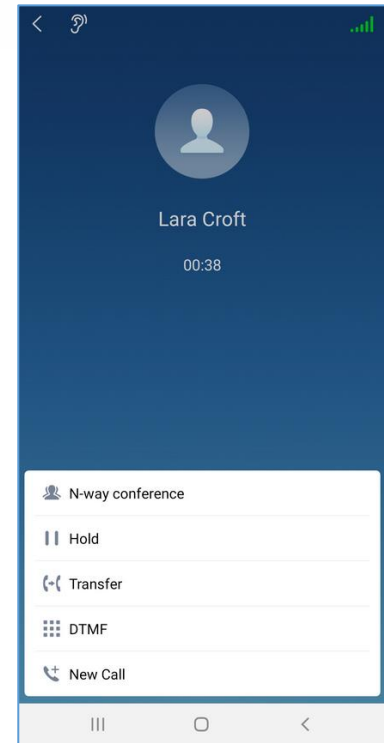 Lara Croft
00:38
N-way conference
Hold
Transfer
DTMF
New Call